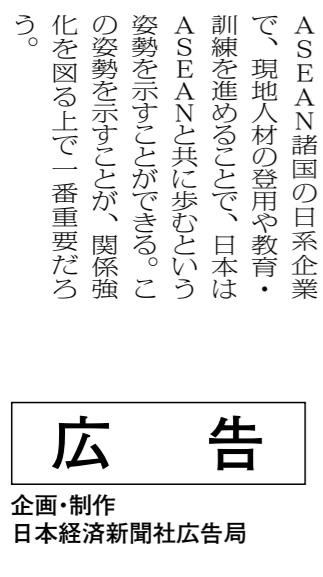 ASEAN諸国の日系企業
で、現地人材の登用や教育・
訓練を進めることで、日本は
ASEANと共に歩むという
姿勢を示すことができる。こ
の姿勢を示すことが、関係強
化を図る上で一番重要だろ
う。
広 告
企画・制作
日本経済新聞社広告局